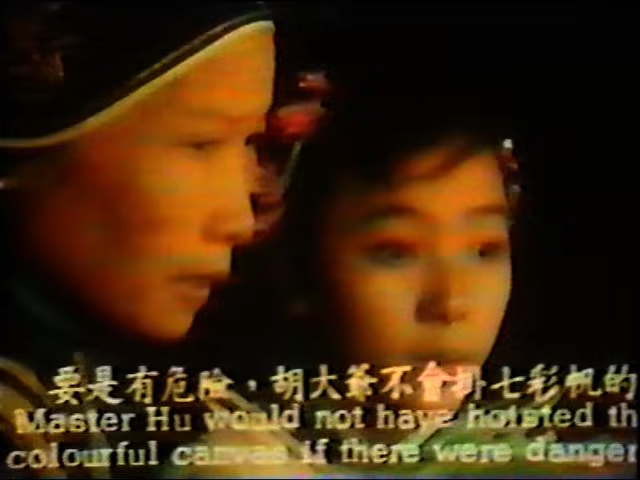 要是有危險，胡大爺不會掛七彩帆的
Master Hu would not have hoisted th
colourful canvas if there were danger